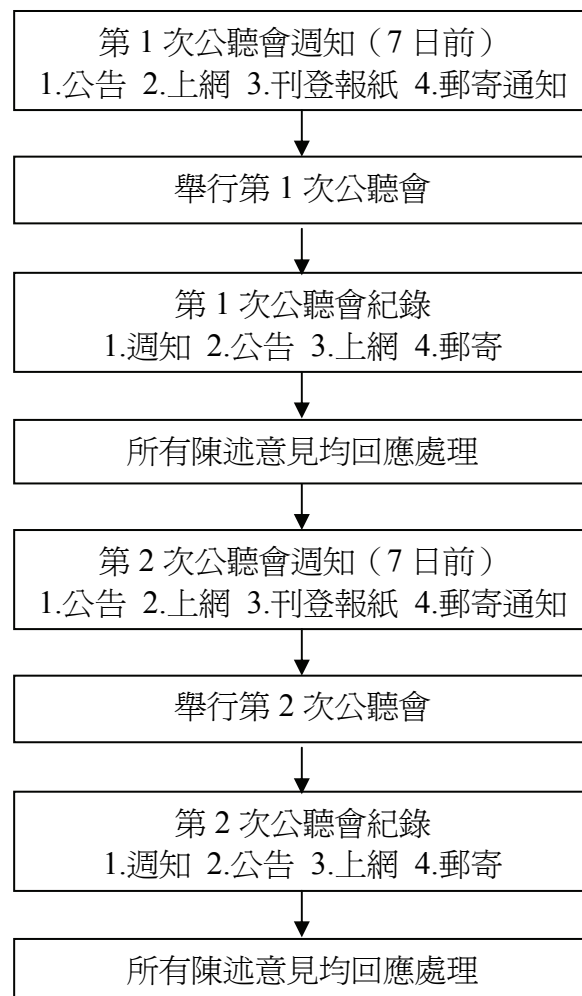 第 1 次公聽會週知（7 日前）
1.公告 2.上網 3.刊登報紙 4.郵寄通知
舉行第 1 次公聽會
第 1 次公聽會紀錄
1.週知 2.公告 3.上網 4.郵寄
所有陳述意見均回應處理
第 2 次公聽會週知（7 日前）
1.公告 2.上網 3.刊登報紙 4.郵寄通知
舉行第 2 次公聽會
第 2 次公聽會紀錄
1.週知 2.公告 3.上網 4.郵寄
所有陳述意見均回應處理